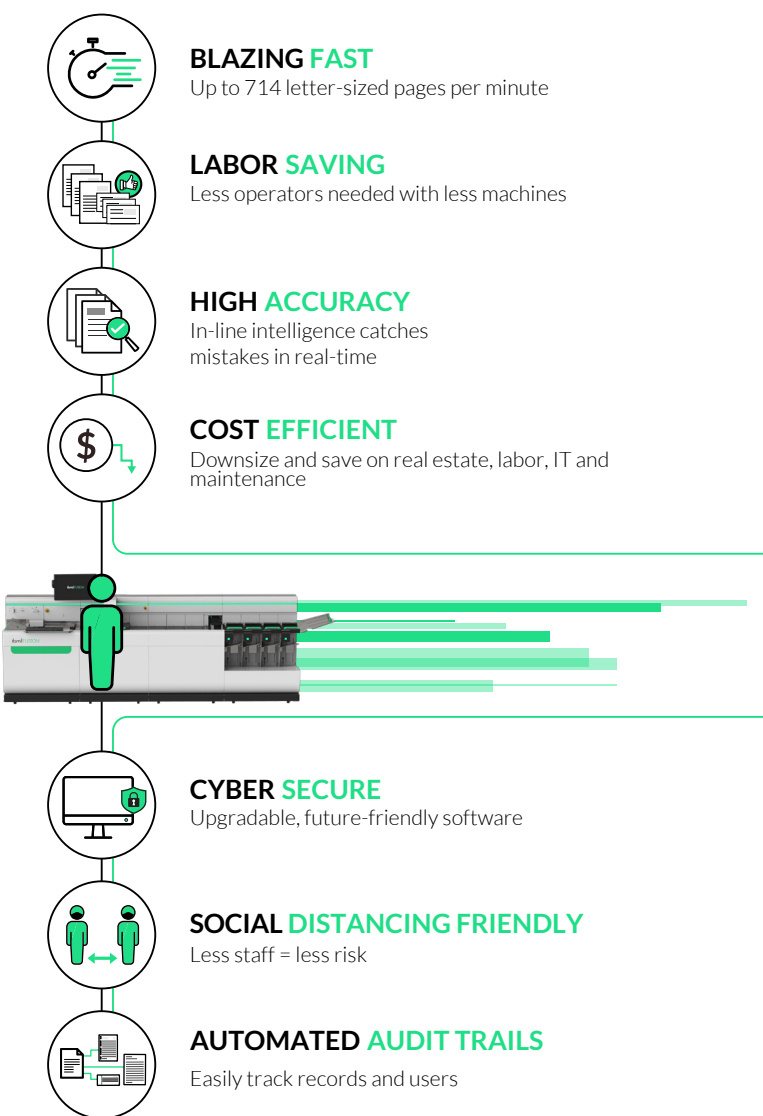 BLAZING FAST
Up to 714 letter-sized pages per minute
LABOR SAVING
Less operators needed with less machines
HIGH ACCURACY
In-line intelligence catches
mistakes in real-time
$
COST EFFICIENT
Downsize and save on real estate, labor, IT and
maintenance
CYBER SECURE
Upgradable, future-friendly software
SOCIAL DISTANCING FRIENDLY
Less staff = less risk
AUTOMATED AUDIT TRAILS
Easily track records and users